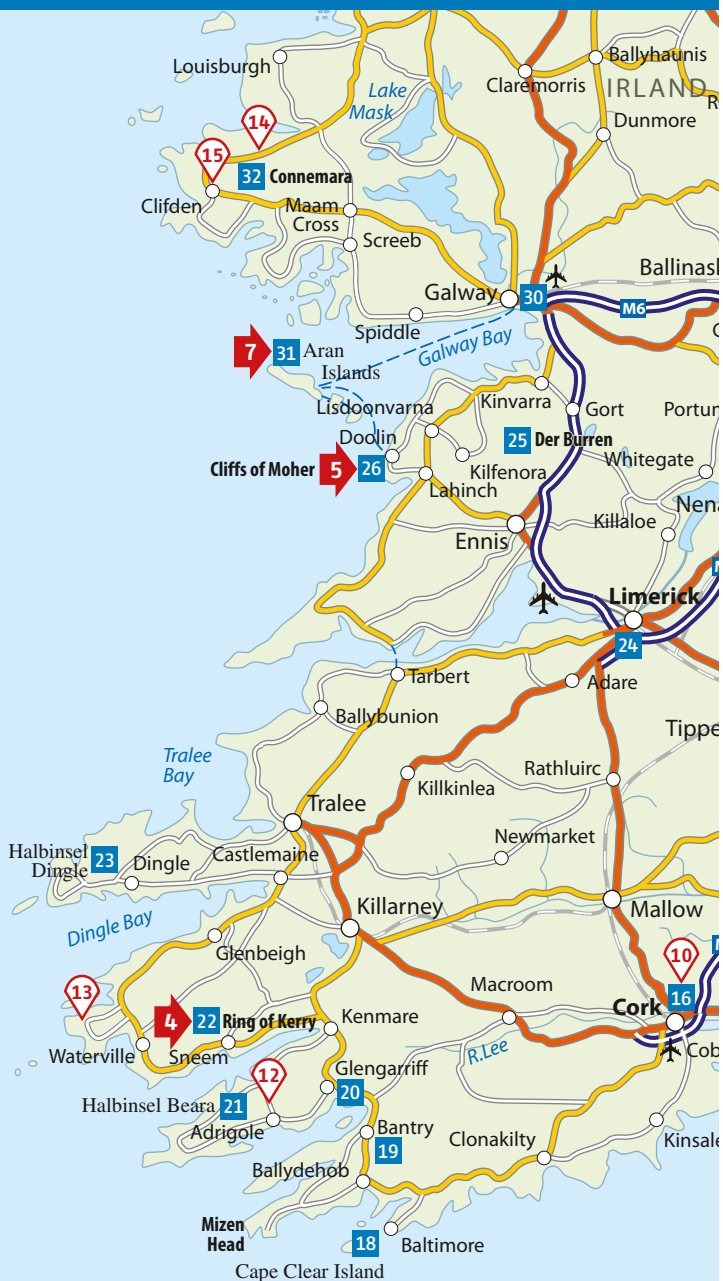 Louisburgh
Ballyhaunis
Claremorris
IRLAND
Lake
Mask
Dunmore
14
15
32 Connemara
Clifden
Maam
Cross
Screeb
Ballinasl
Galway
30
M6
Spiddle
Galway Bay
7
31 Aran
Islands
Kinvarra
Lisdoonvarna
Gort
Portum
Doolin
25 Der Burren
Cliffs of Moher 5 26
Kilfenora
Whitegate
Lahinch
Nena
Killaloe
Ennis
Limerick
24
Tarbert
Adare
Ballybunion
Tippe
Tralee
Bay
Rathluirc
Killkinlea
Tralee
Newmarket
Halbinsel
Dingle
23
Dingle
Castlemaine
Killarney
Mallow
Dingle Bay
Glenbeigh
10
13
Macroom
16
4
22 Ring of Kerry
Kenmare
Cork
Waterville
Sneem
R.Lee
Cob
12
Glengarriff
20
Halbinsel Beara 21
Adrigole
Bantry
19
Clonakilty
Kinsale
Ballydehob
Mizen
Head
18
Baltimore
Cape Clear Island